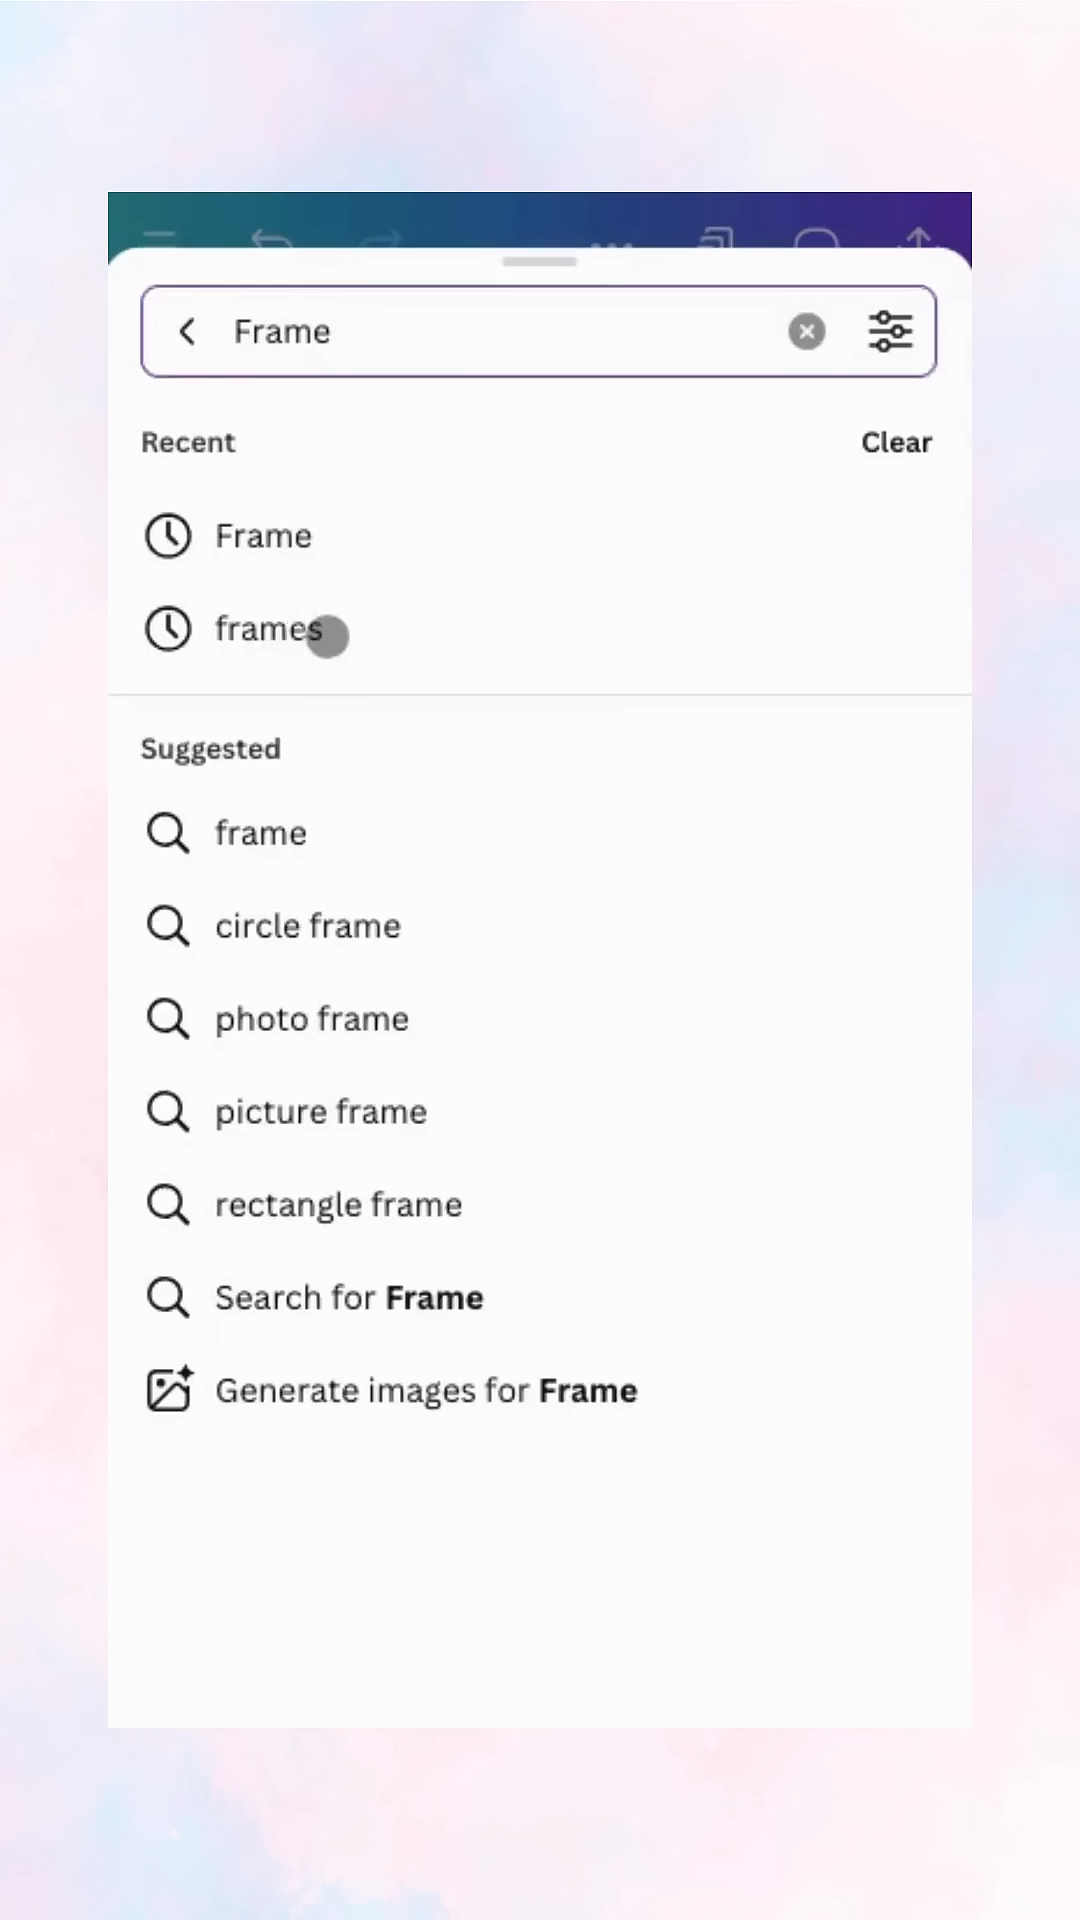 Frame
Recent
Clear
Frame
frames
Suggested
frame
circle frame
photo frame
picture frame
rectangle frame
Search for Frame
Generate images for Frame